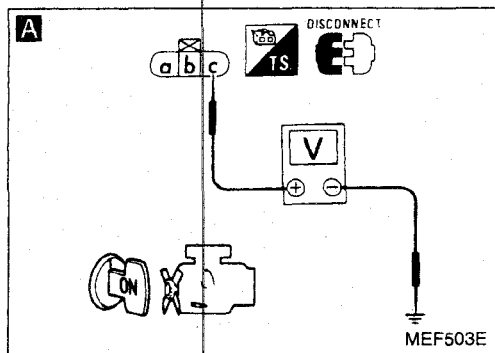 A
DISCONNECT
a b c
T.S.
V
⊕ ⊖
ON
MEF503E